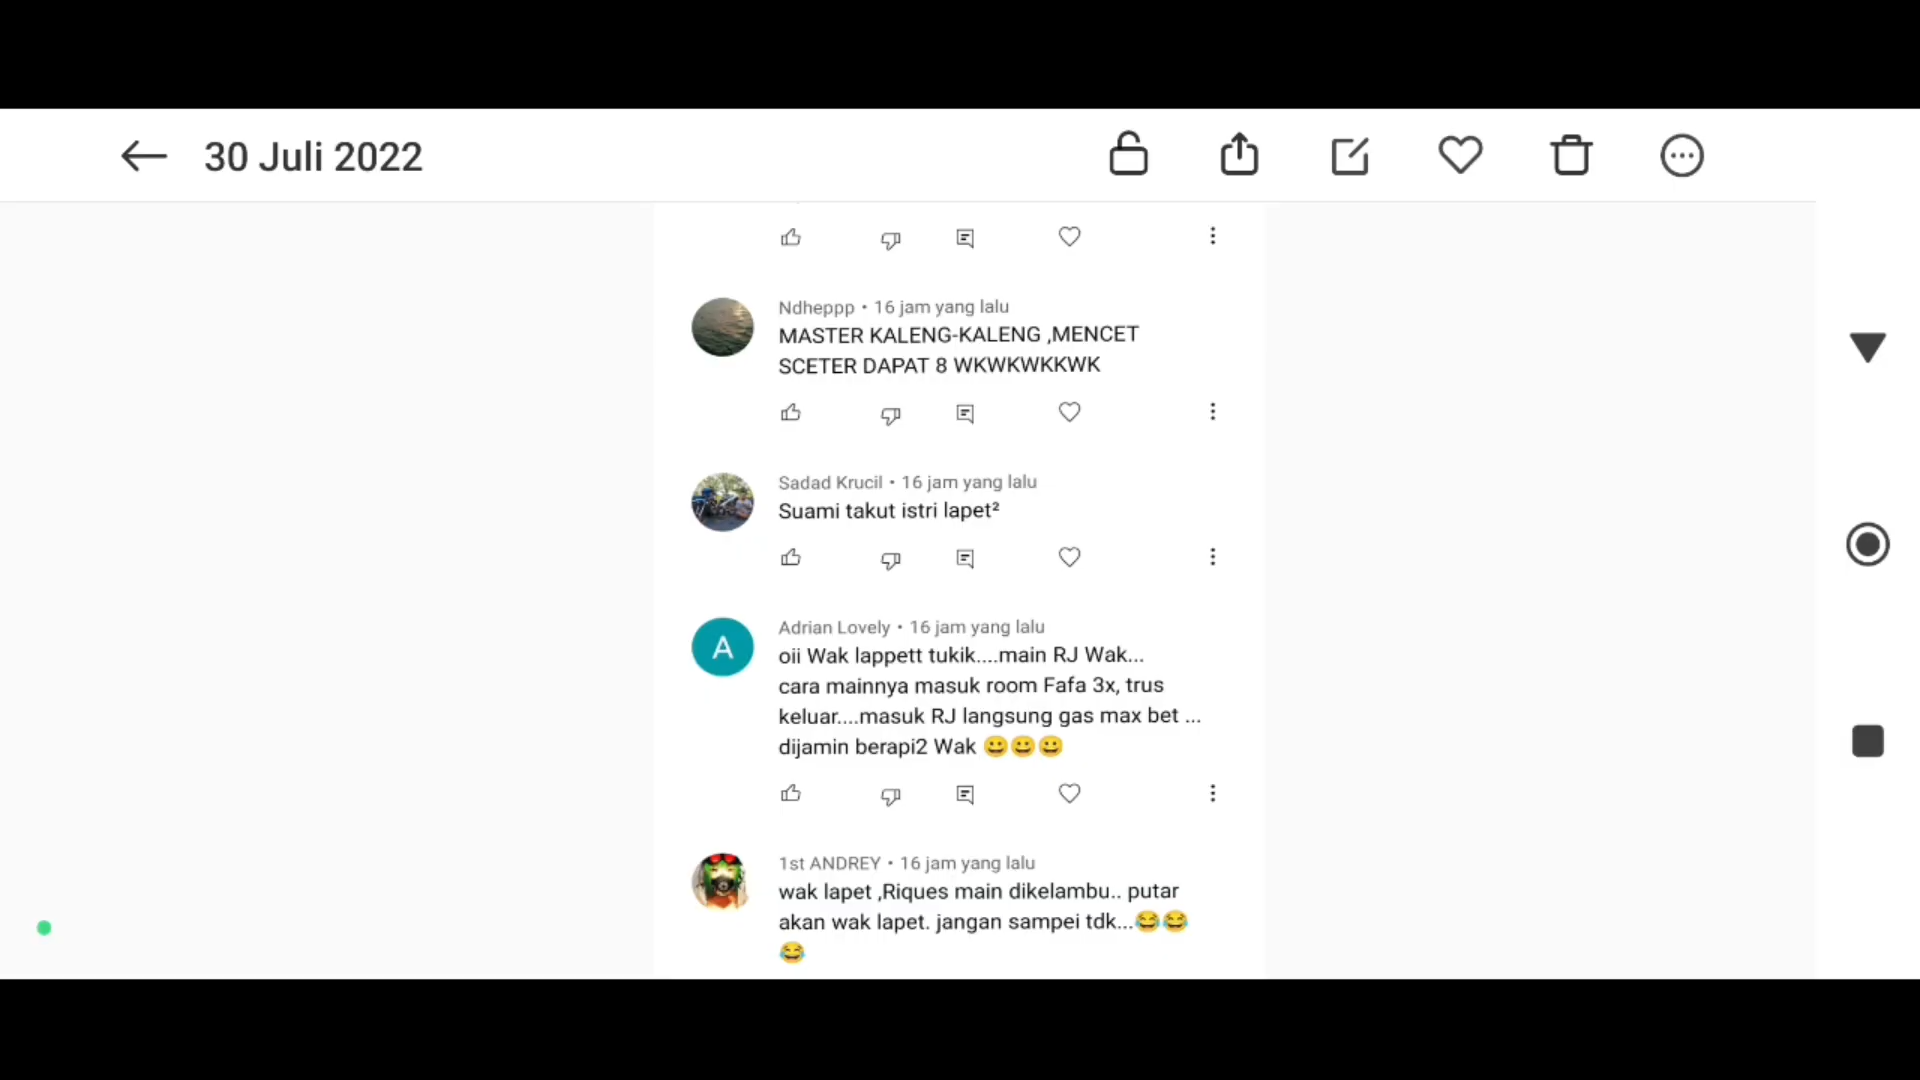 30 Juli 2022
Ndheppp • 16 jam yang lalu
MASTER KALENG-KALENG ,MENCET
SCETER DAPAT 8 WKWKWKKWK
Sadad Krucil • 16 jam yang lalu
Suami takut istri lapet²
A
Adrian Lovely • 16 jam yang lalu
oii Wak lappett tukik....main RJ Wak...
cara mainnya masuk room Fafa 3x, trus
keluar....masuk RJ langsung gas max bet ...
dijamin berapi2 Wak 😀😀😀
1st ANDREY • 16 jam yang lalu
wak lapet ,Riques main dikelambu.. putar
akan wak lapet. jangan sampei tdk...😂😂
😂